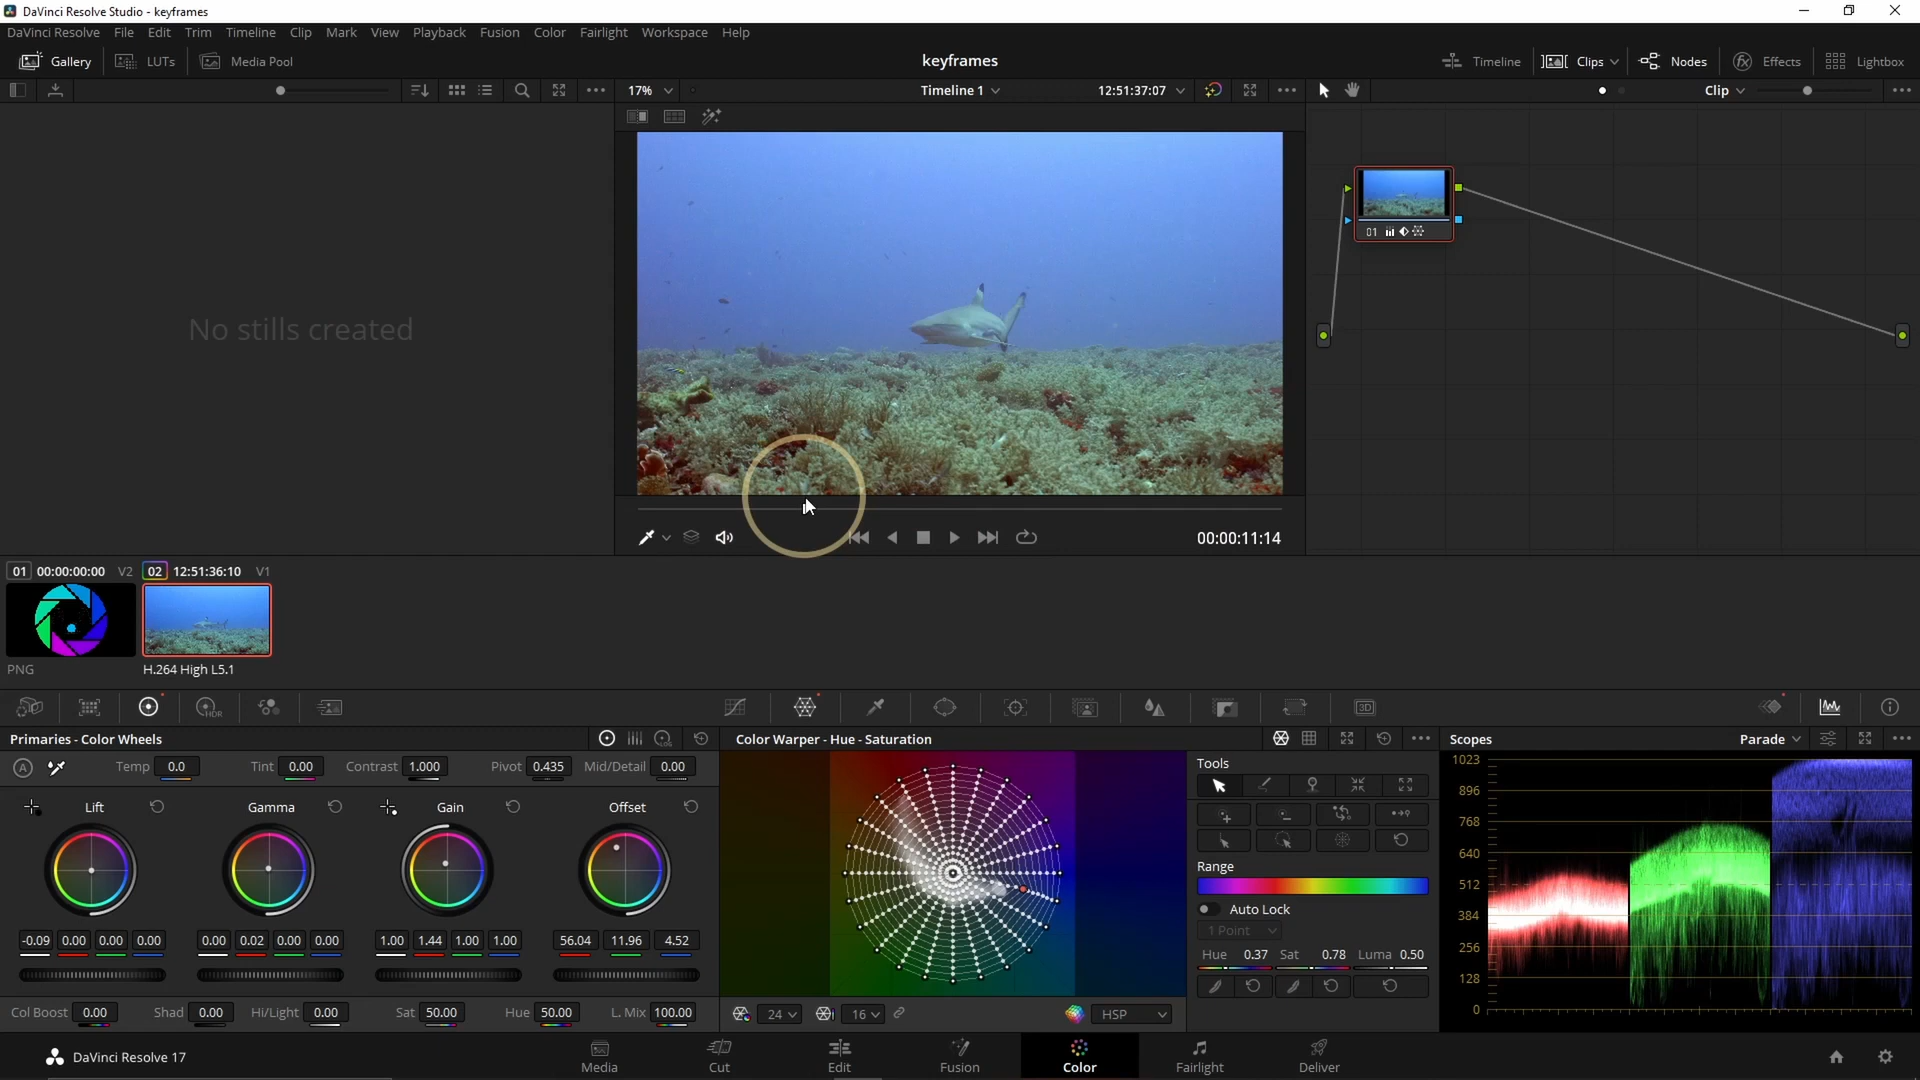 DaVinci Resolve Studio - keyframes
DaVinci Resolve File Edit Trim Timeline Clip Mark View Playback Fusion Color Fairlight Workspace Help
Gallery LUTs Media Pool keyframes Timeline Clips Nodes Effects Lightbox
17% Timeline 1 12:51:37:07 Clip
No stills created
01
00:00:11:14
01 00:00:00:00 V2 02 12:51:36:10 V1
PNG H.264 High L5.1
HDR 3D
Primaries - Color Wheels Color Warper - Hue - Saturation Scopes Parade
A Temp 0.0 Tint 0.00 Contrast 1.000 Pivot 0.435 Mid/Detail 0.00
Tools
Lift Gamma Gain Offset
-0.09 0.00 0.00 0.00 0.00 0.02 0.00 0.00 1.00 1.44 1.00 1.00 56.04 11.96 4.52
Col Boost 0.00 Shad 0.00 Hi/Light 0.00 Sat 50.00 Hue 50.00 L. Mix 100.00
24 16 HSP
Range
Auto Lock
1 Point
Hue 0.37 Sat 0.78 Luma 0.50
1023
896
768
640
512
384
256
128
0
DaVinci Resolve 17 Media Cut Edit Fusion Color Fairlight Deliver